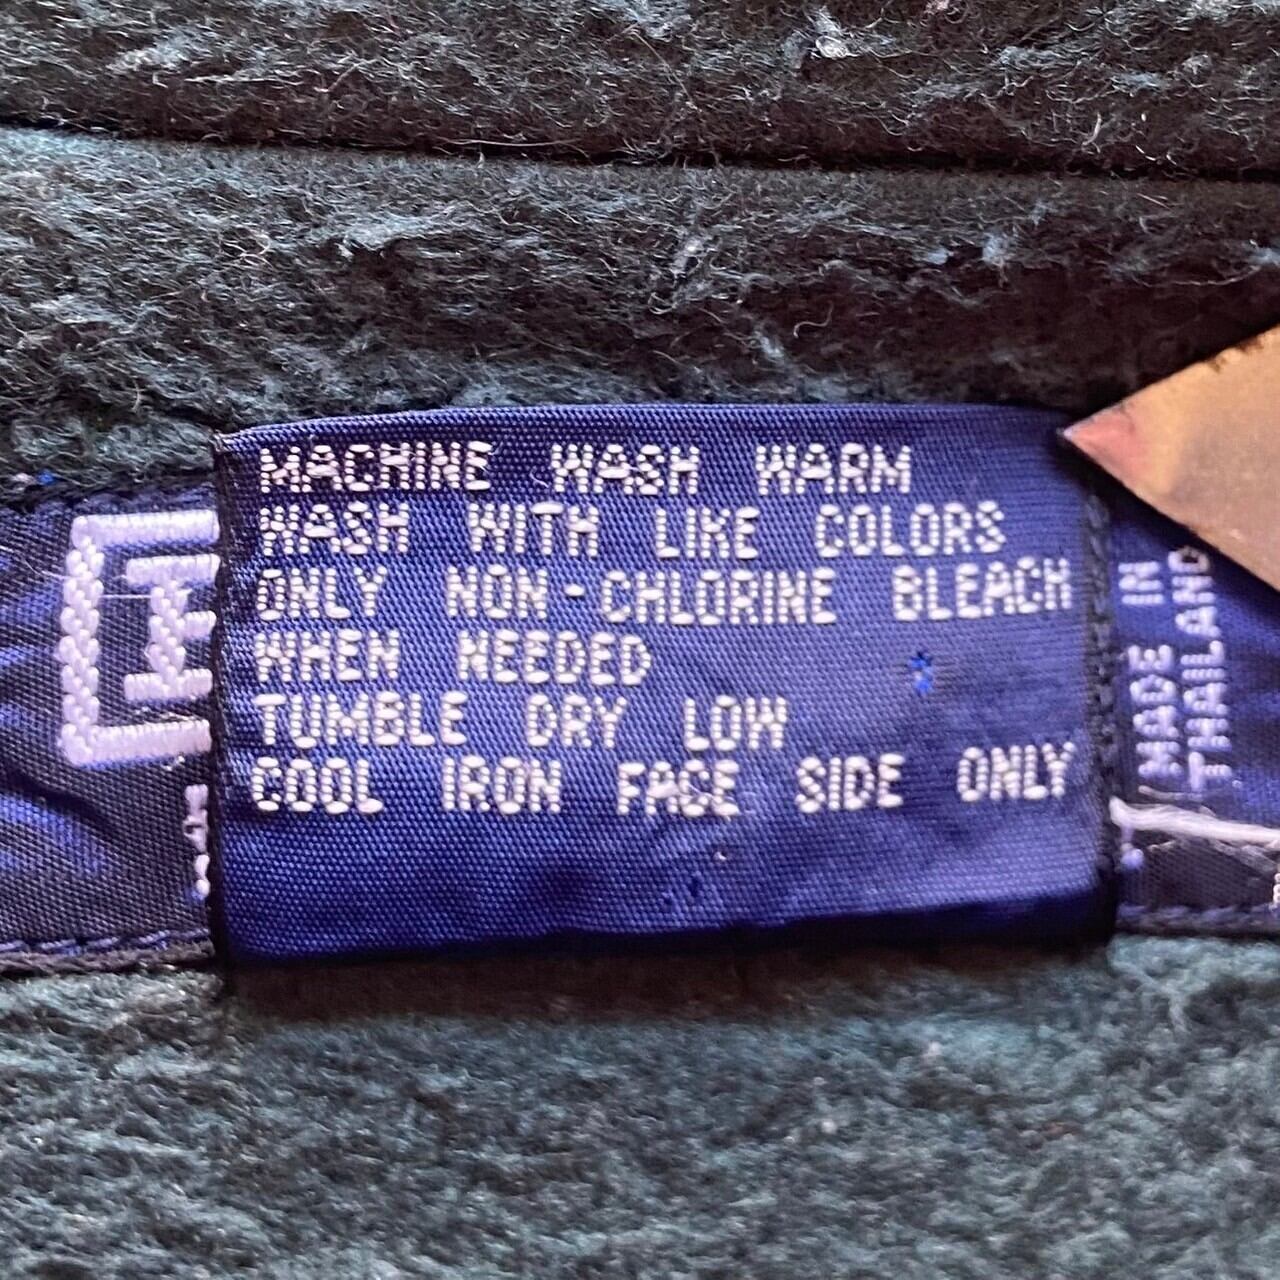 MACHINE WASH WARM
WASH WITH LIKE COLORS
ONLY NON-CHLORINE BLEACH
WHEN NEEDED
TUMBLE DRY LOW
COOL IRON FACE SIDE ONLY
MADE IN
THAILAND